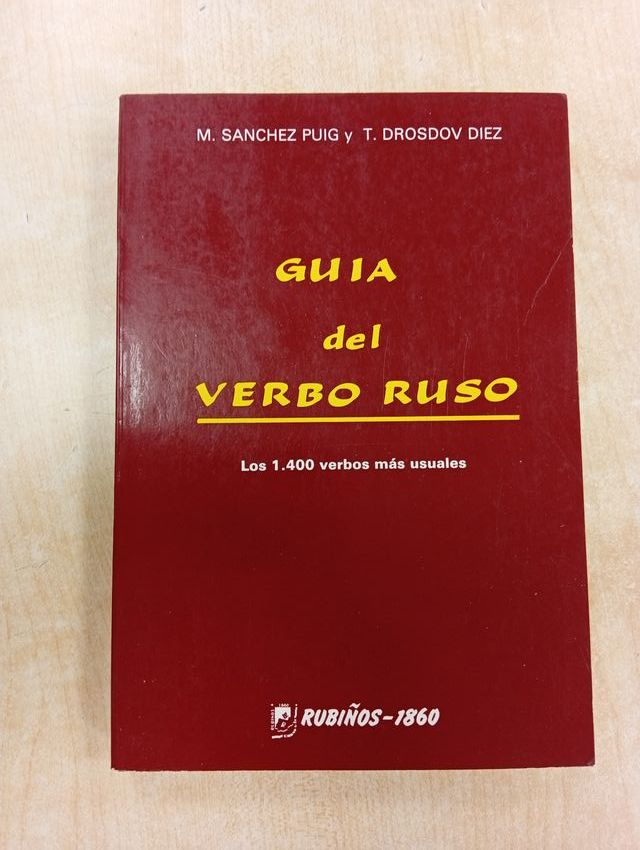 M. SANCHEZ PUIG y T. DROSDOV DIEZ
GUIA
del
VERBO RUSO
Los 1.400 verbos más usuales
RUBIÑOS-1860